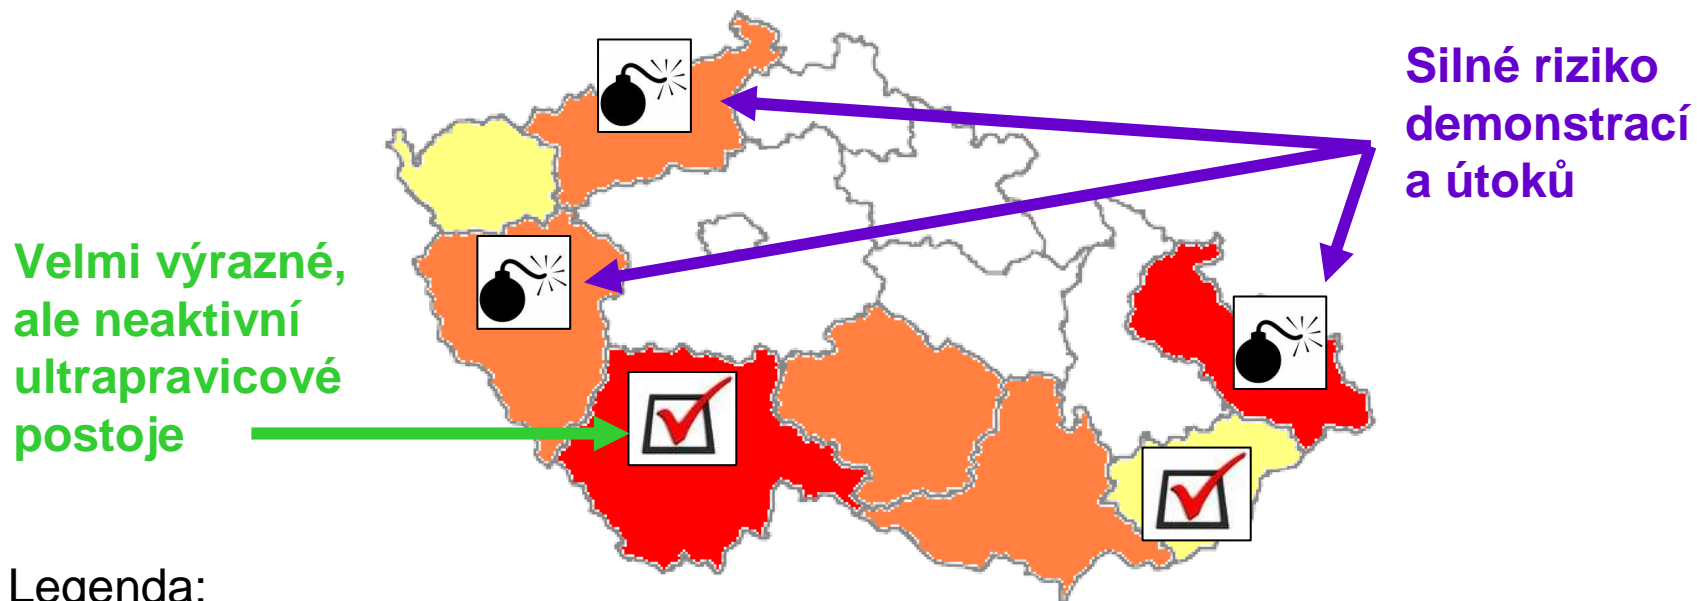 Silné riziko
demonstrací
a útoků
Velmi výrazné,
ale neaktivní
ultrapravicové
postoje
Legenda: